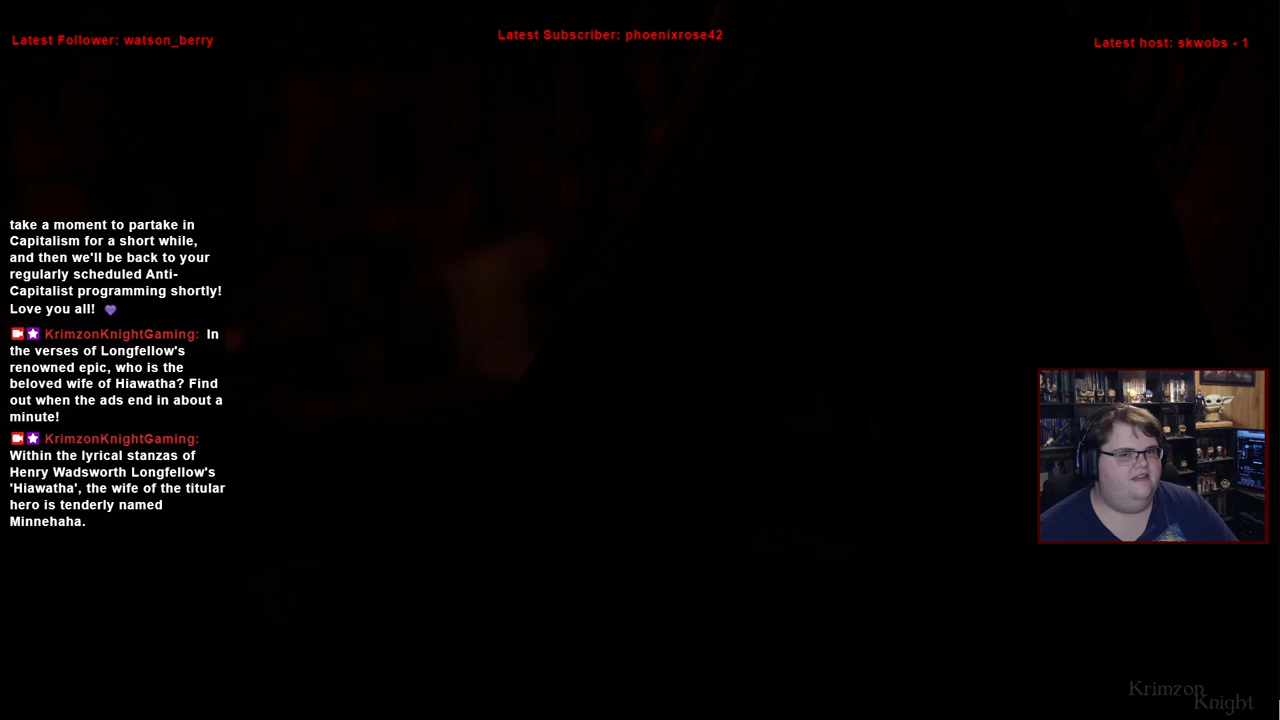 Latest Follower: watson_berry
Latest Subscriber: phoenixrose42
Latest host: skwobs - 1
take a moment to partake in
Capitalism for a short while,
and then we'll be back to your
regularly scheduled Anti-
Capitalist programming shortly!
Love you all!
KrimzonKnightGaming: In
the verses of Longfellow's
renowned epic, who is the
beloved wife of Hiawatha? Find
out when the ads end in about a
minute!
KrimzonKnightGaming:
Within the lyrical stanzas of
Henry Wadsworth Longfellow's
'Hiawatha', the wife of the titular
hero is tenderly named
Minnehaha.
Krimzon
Knight